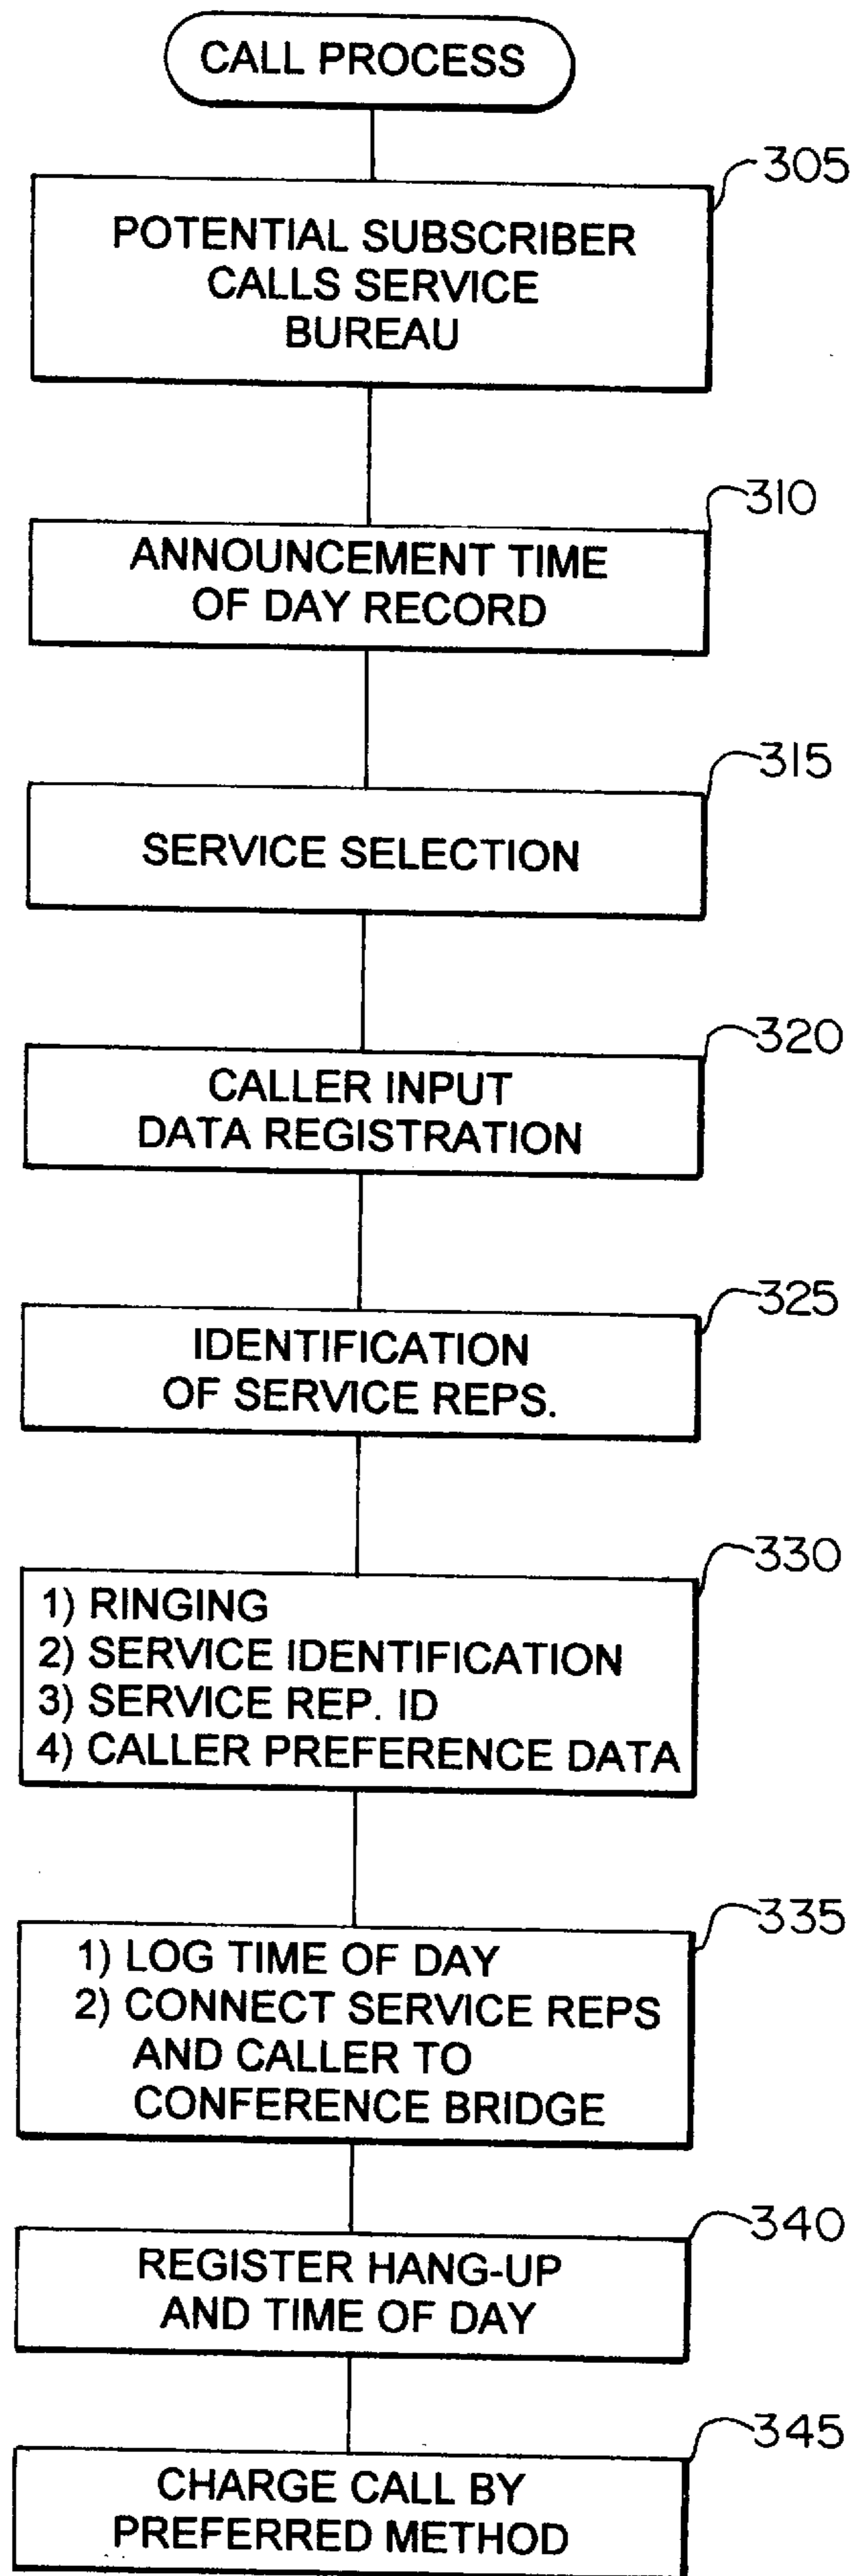 CALL PROCESS
305
POTENTIAL SUBSCRIBER
CALLS SERVICE
BUREAU
310
ANNOUNCEMENT TIME
OF DAY RECORD
315
SERVICE SELECTION
320
CALLER INPUT
DATA REGISTRATION
325
IDENTIFICATION
OF SERVICE REPS.
330
1) RINGING
2) SERVICE IDENTIFICATION
3) SERVICE REP. ID
4) CALLER PREFERENCE DATA
335
1) LOG TIME OF DAY
2) CONNECT SERVICE REPS
AND CALLER TO
CONFERENCE BRIDGE
340
REGISTER HANG-UP
AND TIME OF DAY
345
CHARGE CALL BY
PREFERRED METHOD